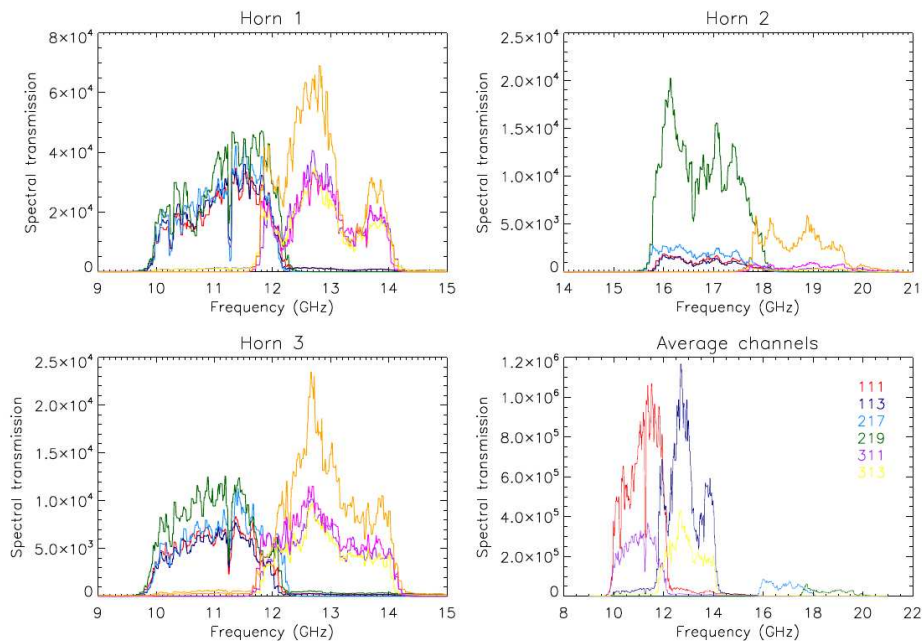 Horn 1
8×10⁴
6×10⁴
4×10⁴
2×10⁴
0
Spectral transmission
9 10 11 12 13 14 15
Frequency (GHz)
Horn 2
2.5×10⁴
2.0×10⁴
1.5×10⁴
1.0×10⁴
5.0×10³
0
Spectral transmission
14 16 17 18 19 20 21
Frequency (GHz)
Horn 3
2.5×10⁴
2.0×10⁴
1.5×10⁴
1.0×10⁴
5.0×10³
0
Spectral transmission
9 10 11 12 13 14 15
Frequency (GHz)
Average channels
1.2×10⁶
1.0×10⁶
8.0×10⁵
6.0×10⁵
4.0×10⁵
2.0×10⁵
0
Spectral transmission
8 10 12 14 16 18 20 22
Frequency (GHz)
111
113
217
219
311
313